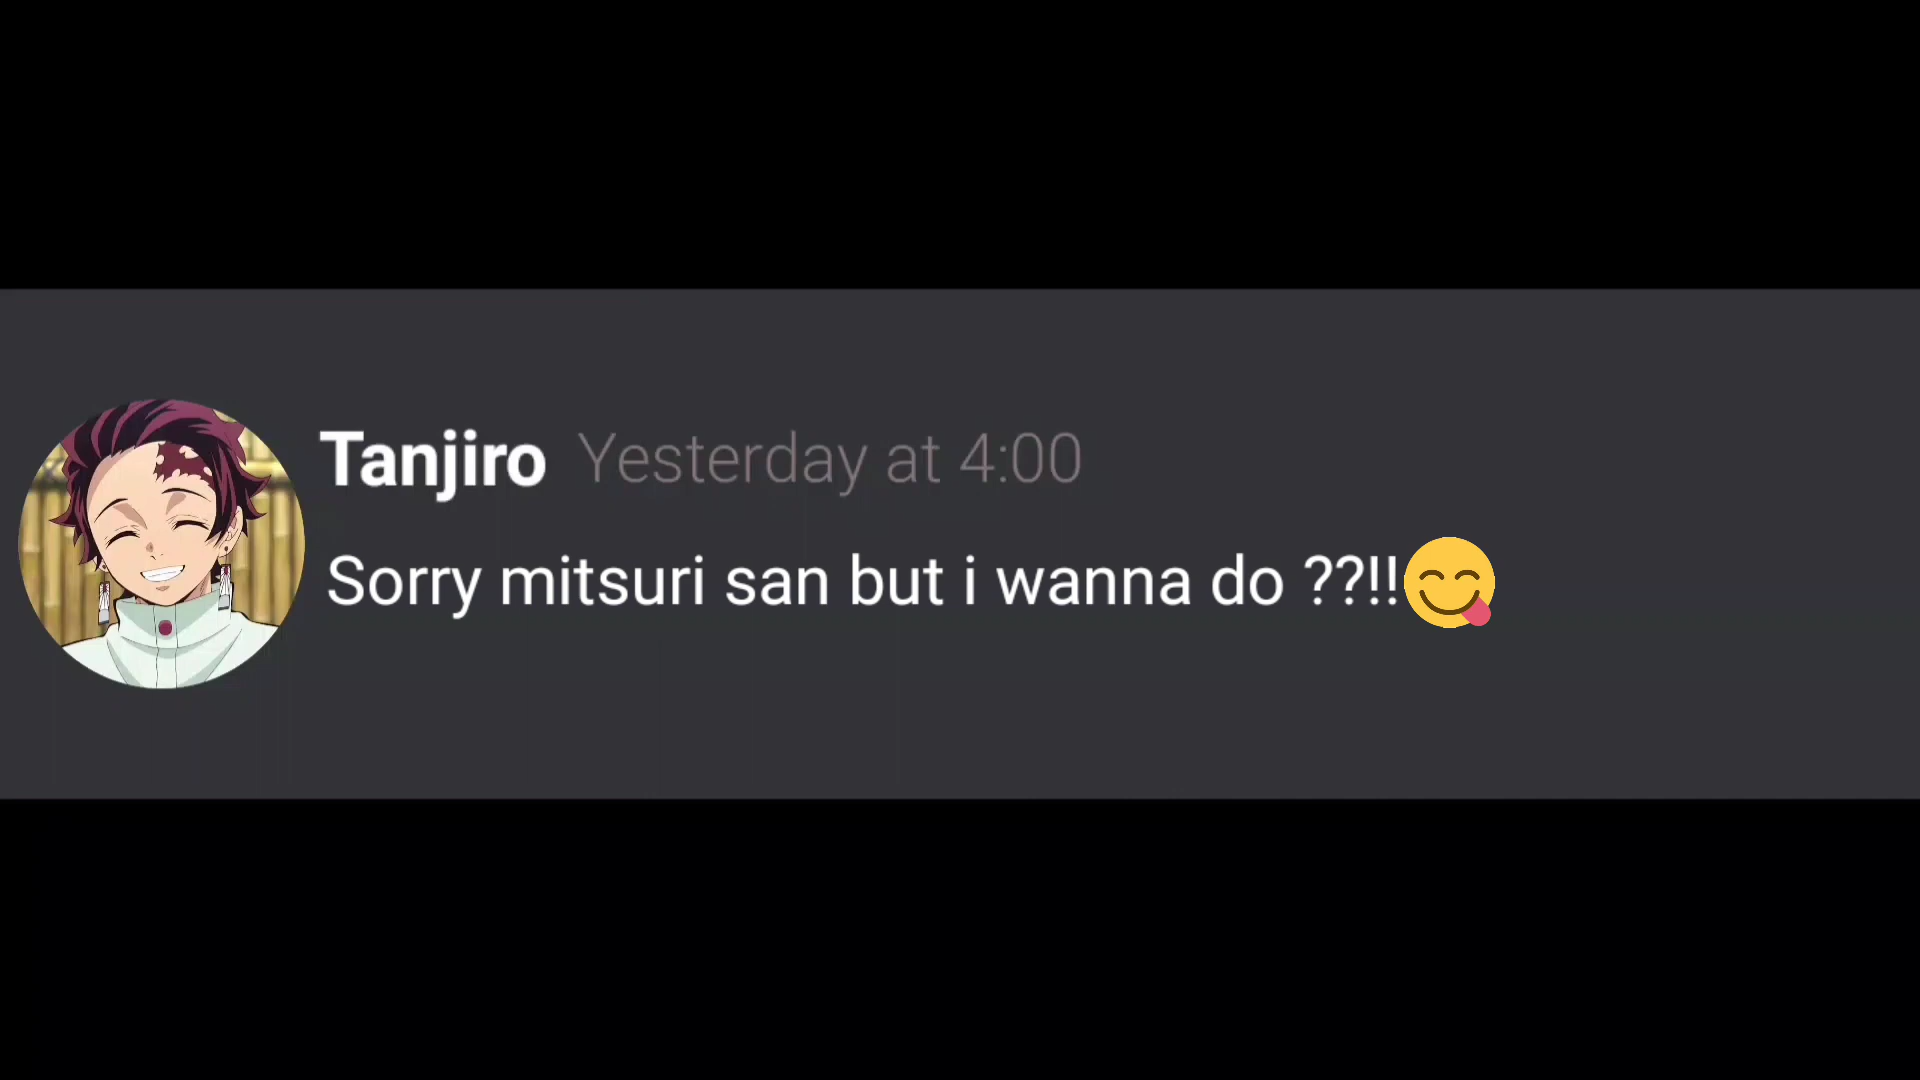 Tanjiro Yesterday at 4:00
Sorry mitsuri san but i wanna do ??!!😋